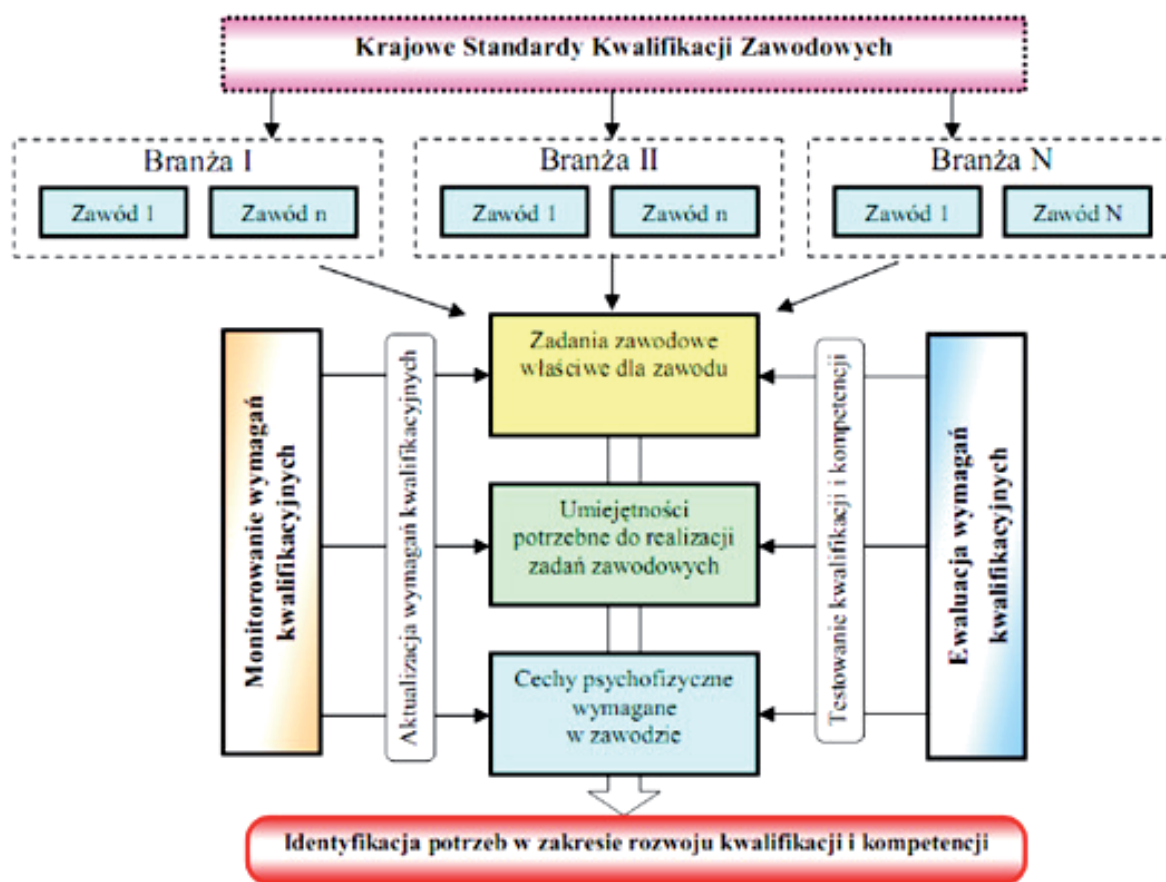 Krajowe Standardy Kwalifikacji Zawodowych
Branża I
Zawód 1
Zawód n
Branża II
Zawód 1
Zawód n
Branża N
Zawód 1
Zawód N
Monitorowanie wymagań
kwalifikacyjnych
Aktualizacja wymagań kwalifikacyjnych
Zadania zawodowe
właściwe dla zawodu
Umiejętności
potrzebne do realizacji
zadań zawodowych
Cechy psychofizyczne
wymagane
w zawodzie
Testowanie kwalifikacji i kompetencji
Ewaluacja wymagań
kwalifikacyjnych
Identyfikacja potrzeb w zakresie rozwoju kwalifikacji i kompetencji